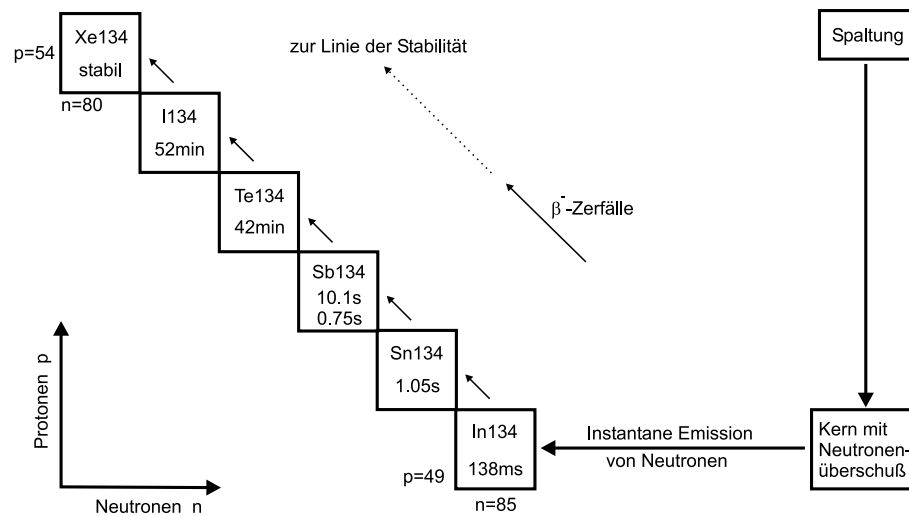 Xe134
stabil
p=54
n=80
I134
52min
Te134
42min
Sb134
10.1s
0.75s
Sn134
1.05s
In134
138ms
p=49
n=85
zur Linie der Stabilität
β⁻-Zerfälle
Spaltung
Kern mit
Neutronen-
überschuß
Instantane Emission
von Neutronen
Protonen p
Neutronen n